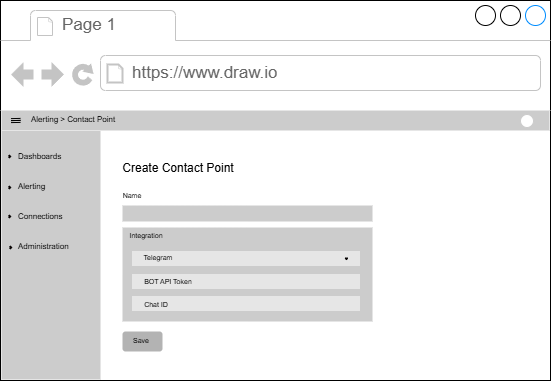 Page 1
https://www.draw.io
Alerting > Contact Point
Dashboards
Alerting
Connections
Administration
Create Contact Point
Name
Integration
Telegram
BOT API Token
Chat ID
Save